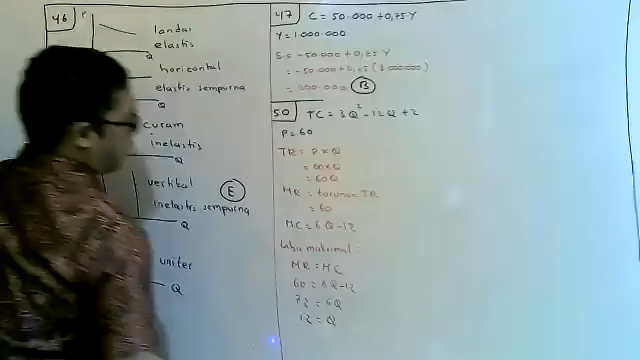 46 P
landai
elastis
Q
horizontal
elastis sempurna
Q
curam
inelastis
Q
vertikal
inelastis sempurna E
Q
uniter
Q
47 C = 50.000 + 0,75 Y
Y = 1.000.000
S = -50.000 + 0,25 Y
= -50.000 + 0,25 (1.000.000)
= 200.000 B
50 TC = 3Q² - 12Q + 2
P = 60
TR = P x Q
= 60 x Q
= 60Q
MR = turunan TR
= 60
MC = 6Q - 12
Laba maksimal :
MR = MC
60 = 6Q - 12
72 = 6Q
12 = Q